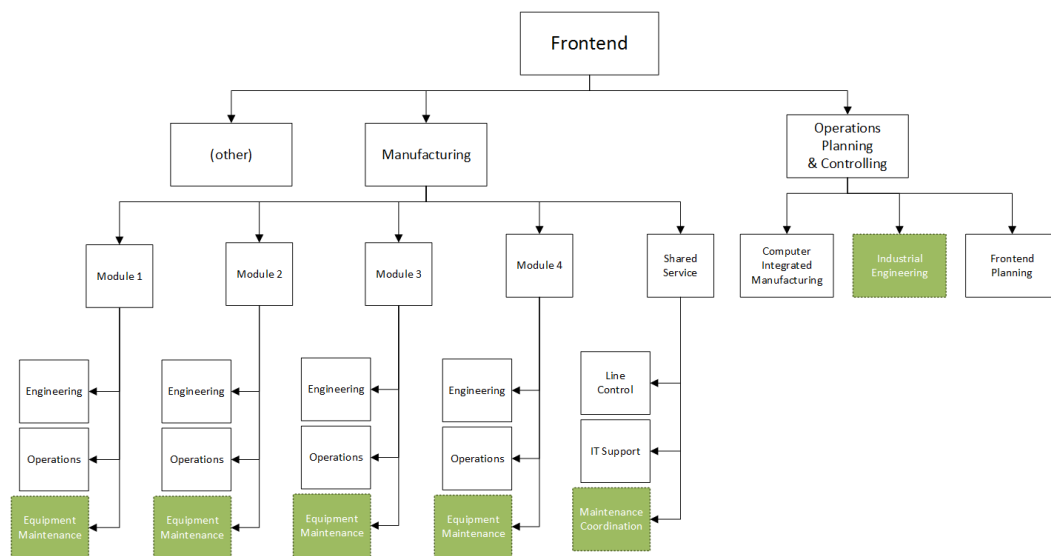 Frontend
(other)
Manufacturing
Operations
Planning
& Controlling
Module 1
Module 2
Module 3
Module 4
Shared
Service
Computer
Integrated
Manufacturing
Industrial
Engineering
Frontend
Planning
Engineering
Operations
Equipment
Maintenance
Engineering
Operations
Equipment
Maintenance
Engineering
Operations
Equipment
Maintenance
Engineering
Operations
Equipment
Maintenance
Line
Control
IT Support
Maintenance
Coordination